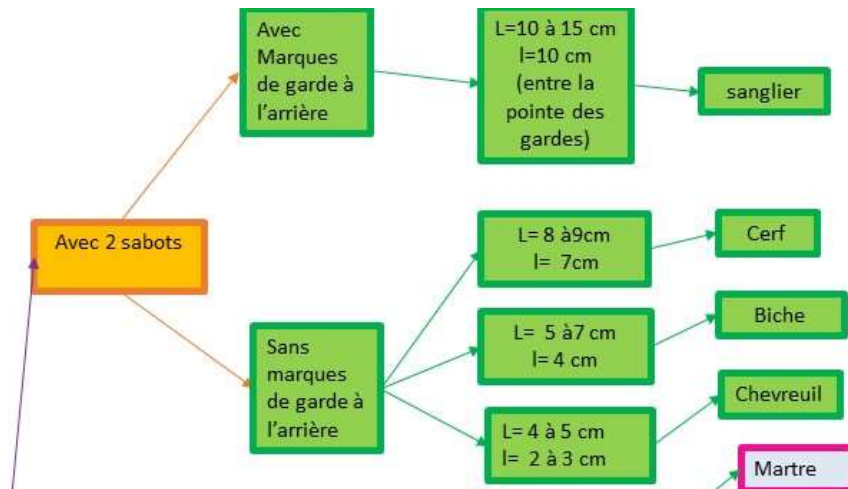 Avec
Marques
de garde à
l'arrière
L=10 à 15 cm
l=10 cm
(entre la
pointe des
gardes)
sanglier
Avec 2 sabots
L= 8 à9cm
l= 7cm
Cerf
L= 5 à7 cm
l= 4 cm
Biche
Sans
marques
de garde à
l'arrière
L= 4 à 5 cm
l= 2 à 3 cm
Chevreuil
Martre